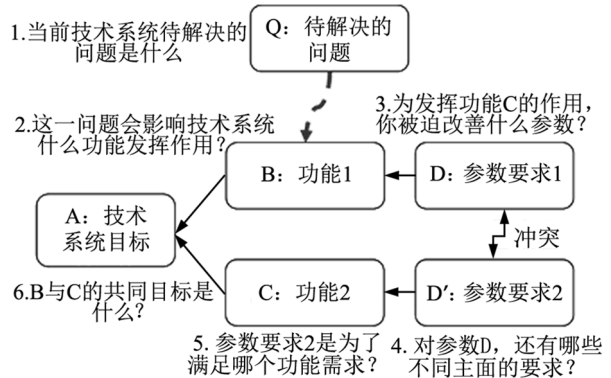 1.当前技术系统待解决的
问题是什么
Q：待解决的
问题
2.这一问题会影响技术系统
什么功能发挥作用？
3.为发挥功能C的作用，
你被迫改善什么参数？
B：功能1
D：参数要求1
A：技术
系统目标
冲突
6.B与C的共同目标是
什么？
C：功能2
D′：参数要求2
5. 参数要求2是为了
满足哪个功能需求？
4. 对参数D，还有哪些
不同主面的要求？